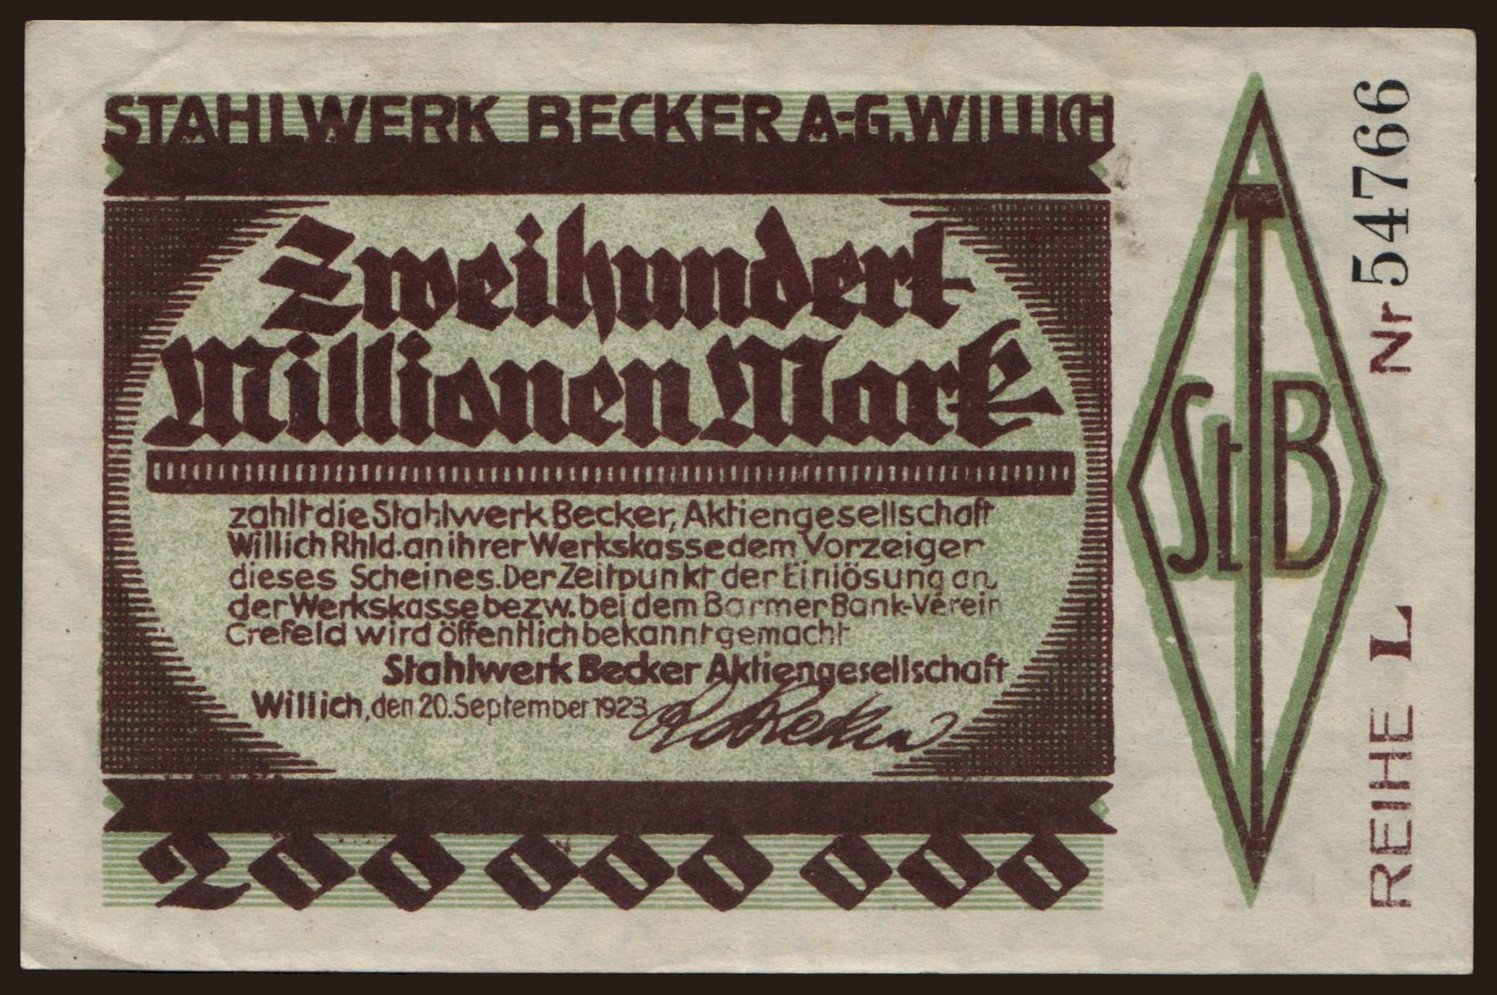 STAHLWERK BECKER A-G. WILLICH
Zweihundert
Millionen Mark
zahlt die Stahlwerk Becker, Aktiengesellschaft
Willich Rhld. an ihrer Werkskasse dem Vorzeiger
dieses Scheines. Der Zeitpunkt der Einlösung an
der Werkskasse bezw. bei dem Barmer Bank-Verein
Crefeld wird öffentlich bekanntgemacht
Stahlwerk Becker Aktiengesellschaft
Willich, den 20. September 1923
200 000 000
St B
REIHE L Nr 54766